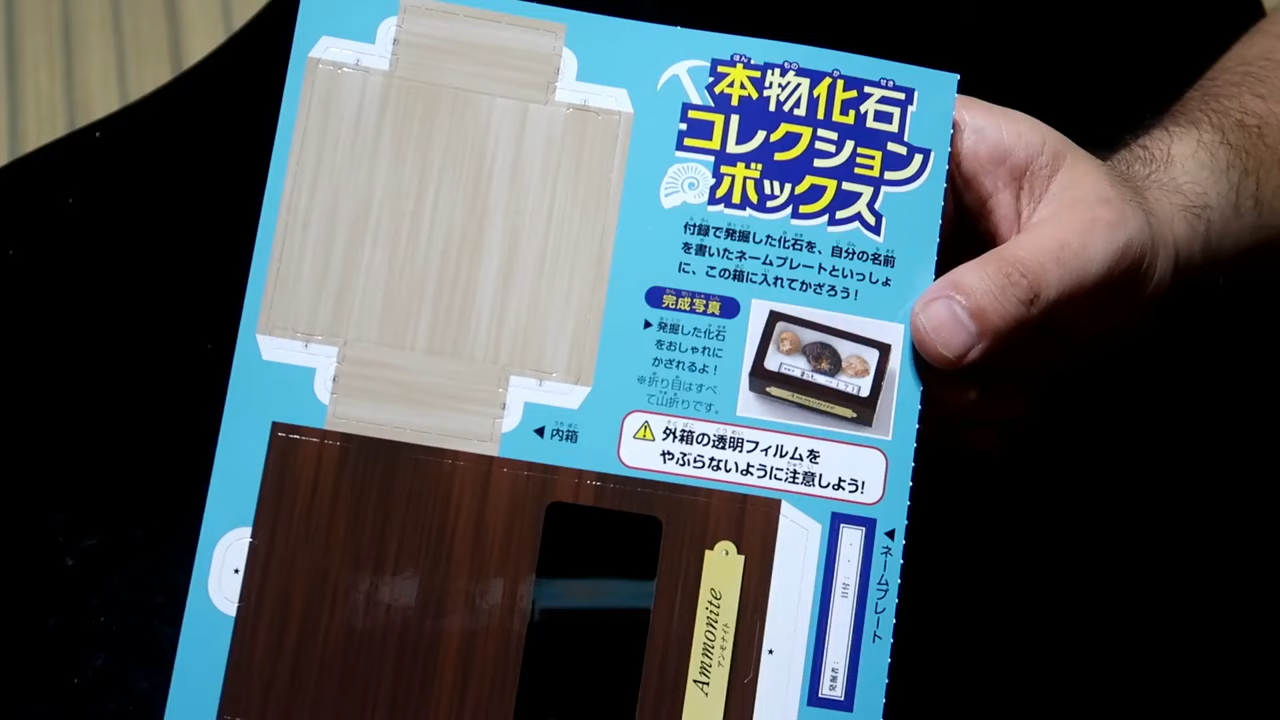 本物化石
コレクション
ボックス
付録で発掘した化石を、自分の名前
を書いたネームプレートといっしょ
に、この箱に入れてかざろう!
完成写真
▶発掘した化石
をおしゃれに
かざれるよ!
※折り目はすべ
て山折りです。
Ammonite
⚠外箱の透明フィルムを
やぶらないように注意しよう!
◀内箱
◀ネームプレート
発掘者:
日付: ・ ・
Ammonite
アンモナイト